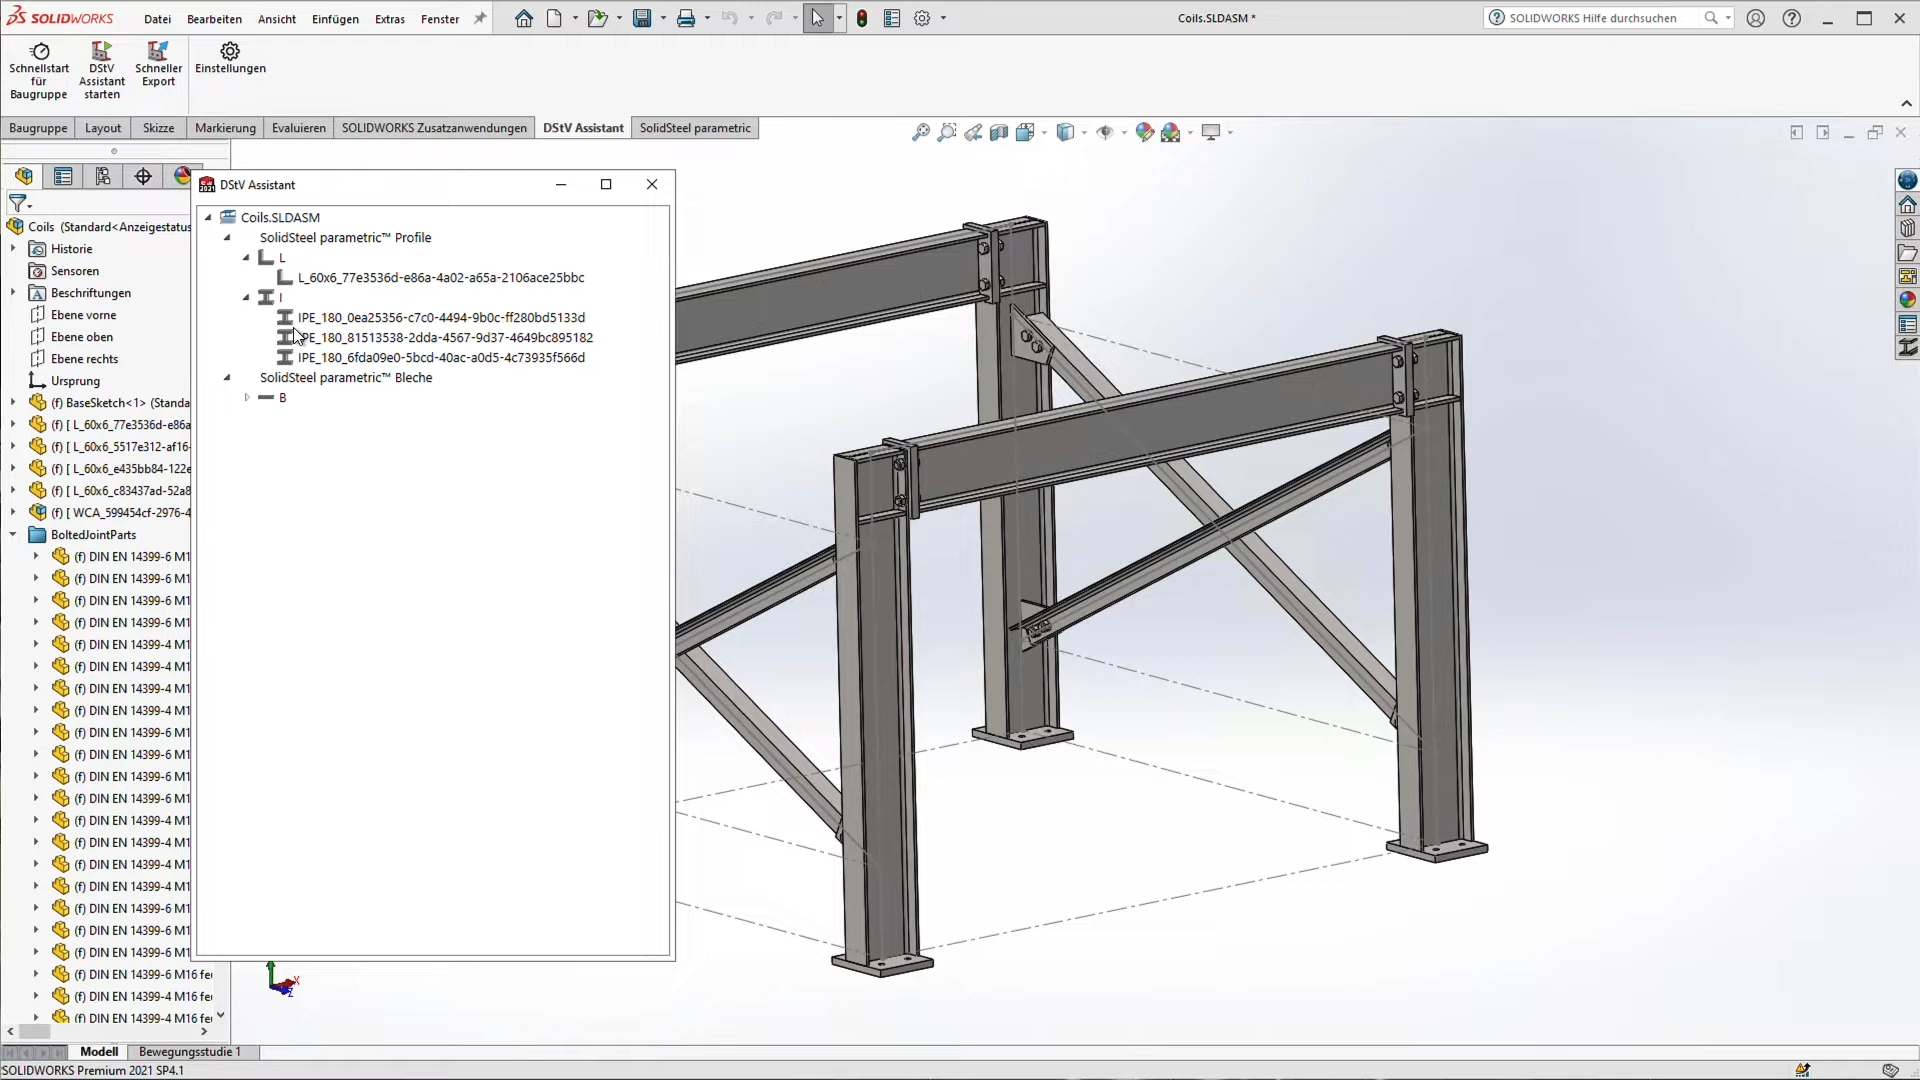 SOLIDWORKS
Datei Bearbeiten Ansicht Einfügen Extras Fenster
Coils.SLDASM *
SOLIDWORKS Hilfe durchsuchen
Schnellstart für Baugruppe
DStV Assistant starten
Schneller Export
Einstellungen
Baugruppe Layout Skizze Markierung Evaluieren SOLIDWORKS Zusatzanwendungen DStV Assistant SolidSteel parametric
Coils (Standard<Anzeigestatus
Historie
Sensoren
A Beschriftungen
Ebene vorne
Ebene oben
Ebene rechts
Ursprung
(f) BaseSketch<1> (Standa
(f) [ L_60x6_77e3536d-e86a
(f) [ L_60x6_5517e312-af16-
(f) [ L_60x6_e435bb84-122e
(f) [ L_60x6_c83437ad-52a8
(f) [ WCA_599454cf-2976-4
BoltedJointParts
(f) DIN EN 14399-6 M1
(f) DIN EN 14399-6 M1
(f) DIN EN 14399-6 M1
(f) DIN EN 14399-6 M1
(f) DIN EN 14399-4 M1
(f) DIN EN 14399-4 M1
(f) DIN EN 14399-4 M1
(f) DIN EN 14399-4 M1
(f) DIN EN 14399-4 M1
(f) DIN EN 14399-4 M1
(f) DIN EN 14399-4 M1
(f) DIN EN 14399-4 M1
(f) DIN EN 14399-4 M1
(f) DIN EN 14399-4 M1
(f) DIN EN 14399-4 M1
(f) DIN EN 14399-4 M1
(f) DIN EN 14399-4 M1
(f) DIN EN 14399-6 M1
(f) DIN EN 14399-6 M1
(f) DIN EN 14399-6 M16 feu
(f) DIN EN 14399-4 M16 feu
(f) DIN EN 14399-4 M16 feu
DStV Assistant
Coils.SLDASM
SolidSteel parametric™ Profile
L
L_60x6_77e3536d-e86a-4a02-a65a-2106ace25bbc
I
IPE_180_0ea25356-c7c0-4494-9b0c-ff280bd5133d
IPE_180_81513538-2dda-4567-9d37-4649bc895182
IPE_180_6fda09e0-5bcd-40ac-a0d5-4c73935f566d
SolidSteel parametric™ Bleche
B
X
Z
Modell Bewegungsstudie 1
SOLIDWORKS Premium 2021 SP4.1